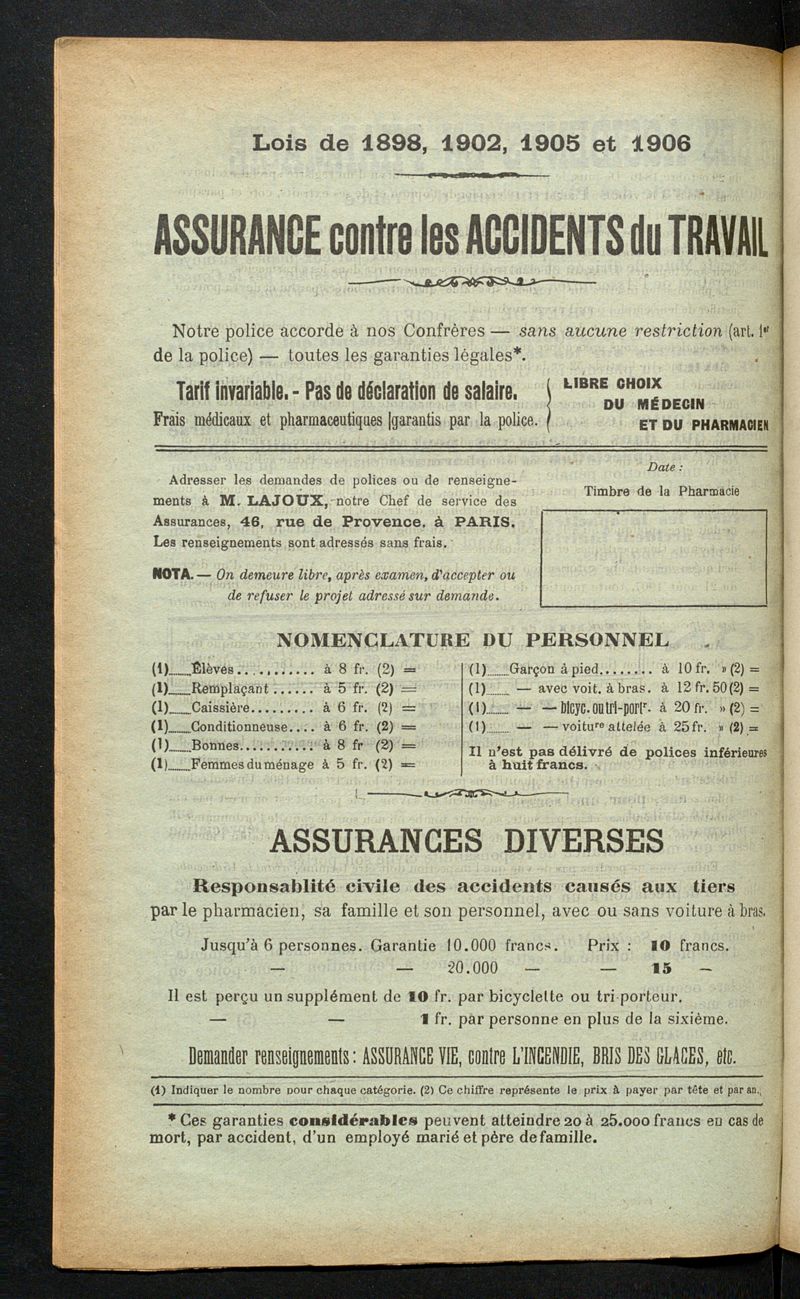 Lois de 1898, 1902, 1905 et 1906
ASSURANCE contre les ACCIDENTS du TRAVAIL
Notre police accorde à nos Confrères — sans aucune restriction (art. 1er
de la police) — toutes les garanties légales*.
Tarif invariable. - Pas de déclaration de salaire.
Frais médicaux et pharmaceutiques garantis par la police.
LIBRE CHOIX
DU MÉDECIN
ET DU PHARMACIEN
Adresser les demandes de polices ou de renseigne-
ments à M. LAJOUX, notre Chef de service des
Assurances, 46, rue de Provence, à PARIS.
Les renseignements sont adressés sans frais.
NOTA. — On demeure libre, après examen, d'accepter ou
de refuser le projet adressé sur demande.
Date :
Timbre de la Pharmacie
NOMENCLATURE DU PERSONNEL
(1)......Élèves........... à 8 fr. (2) =
(1)......Remplaçant...... à 5 fr. (2) =
(1)......Caissière......... à 6 fr. (2) =
(1)......Conditionneuse.... à 6 fr. (2) =
(1)......Bonnes........... à 8 fr (2) =
(1)......Femmes du ménage à 5 fr. (2) =
(1)......Garçon à pied........ à 10 fr. » (2) =
(1)...... — avec voit. à bras. à 12 fr. 50 (2) =
(1)...... — — bicyc. ou tri-portr. à 20 fr. » (2) =
(1)...... — — voiture attelée à 25 fr. » (2) =
Il n'est pas délivré de polices inférieures
à huit francs.
ASSURANCES DIVERSES
Responsablité civile des accidents causés aux tiers
par le pharmacien, sa famille et son personnel, avec ou sans voiture à bras.
Jusqu'à 6 personnes. Garantie 10.000 francs. Prix : 10 francs.
— — 20.000 — — 15 —
Il est perçu un supplément de 10 fr. par bicyclette ou tri-porteur.
— — 1 fr. par personne en plus de la sixième.
Demander renseignements : ASSURANCE VIE, contre L'INCENDIE, BRIS DES GLACES, etc.
(1) Indiquer le nombre pour chaque catégorie. (2) Ce chiffre représente le prix à payer par tête et par an.
* Ces garanties considérables peuvent atteindre 20 à 25.000 francs en cas de
mort, par accident, d'un employé marié et père de famille.